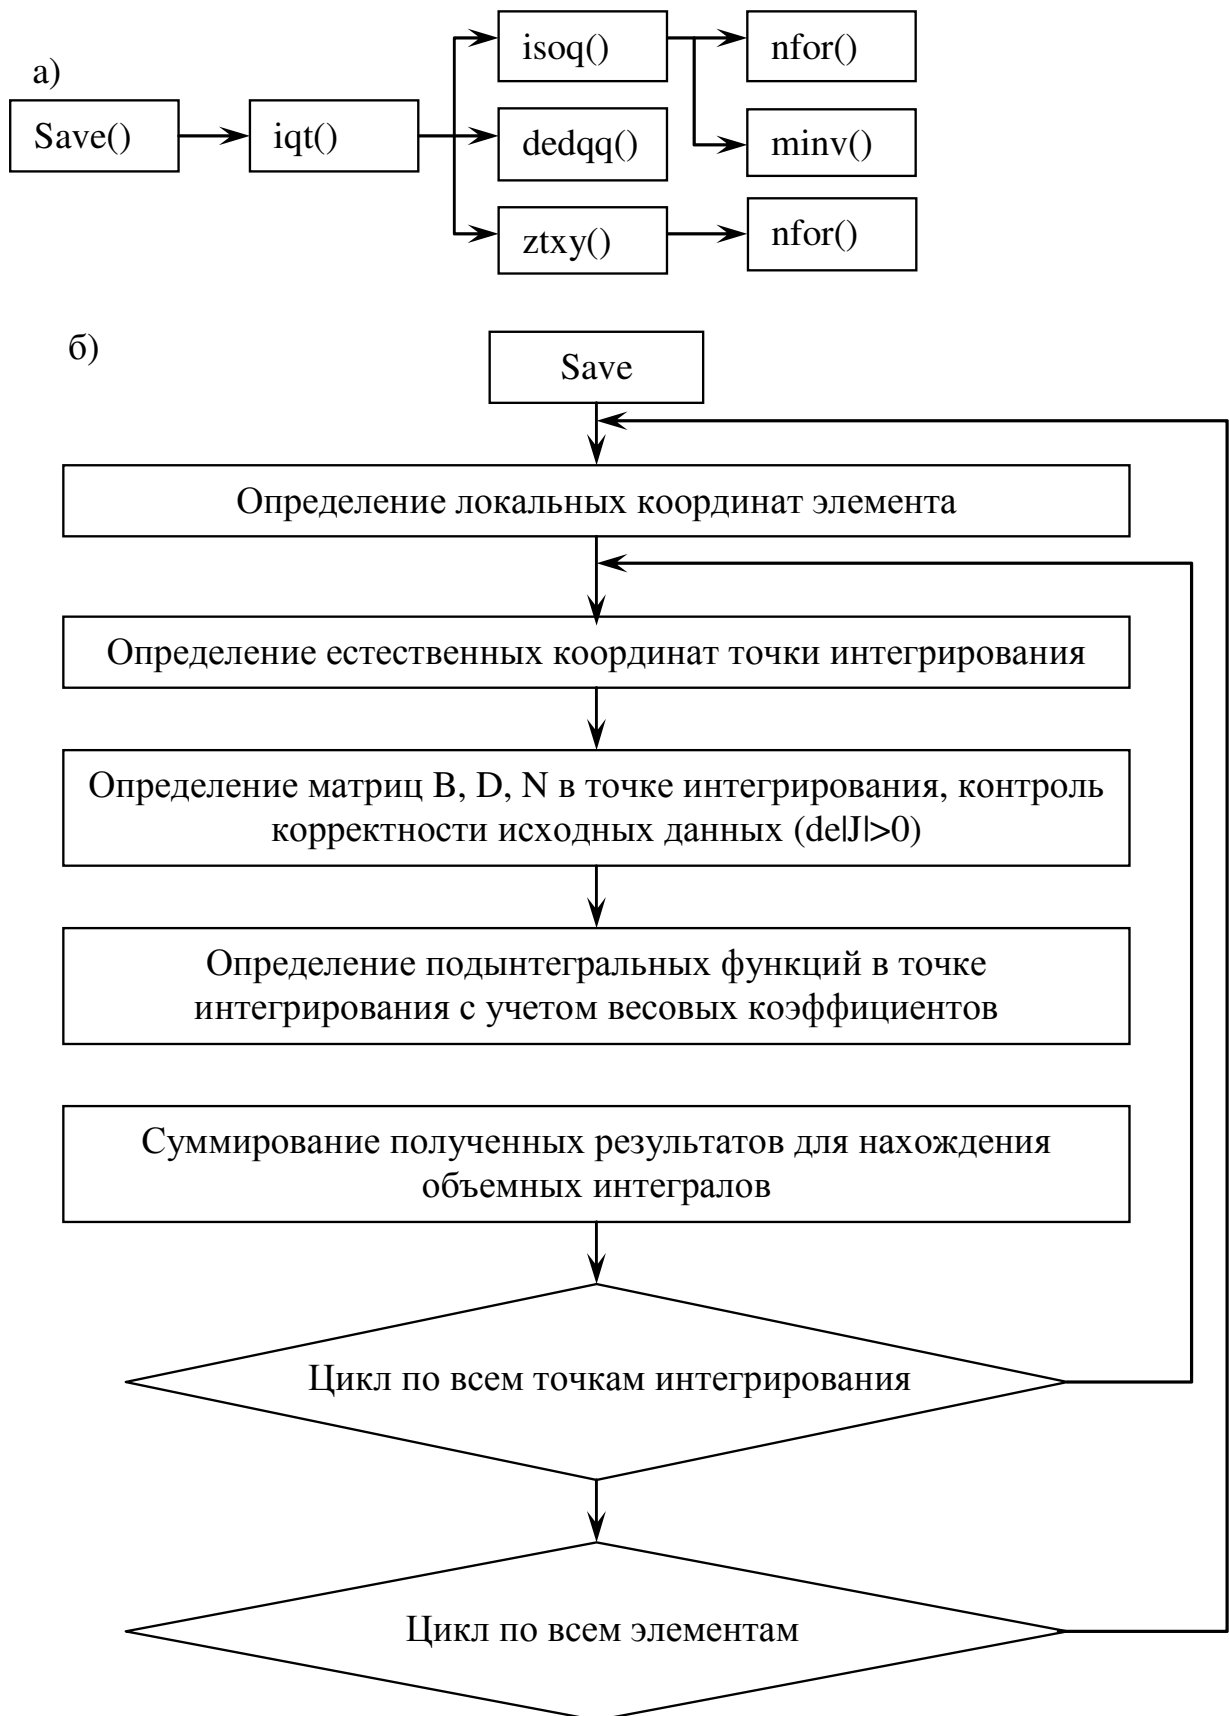 а)
Save()
iqt()
isoq()
dedqq()
ztxy()
nfor()
minv()
nfor()
б)
Save
Определение локальных координат элемента
Определение естественных координат точки интегрирования
Определение матриц B, D, N в точке интегрирования, контроль
корректности исходных данных (de|J|>0)
Определение подынтегральных функций в точке
интегрирования с учетом весовых коэффициентов
Суммирование полученных результатов для нахождения
объемных интегралов
Цикл по всем точкам интегрирования
Цикл по всем элементам